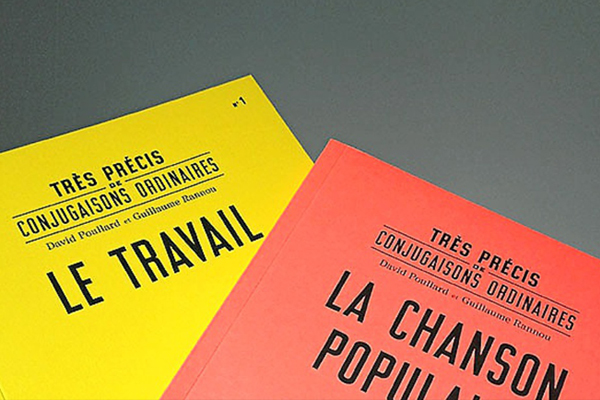 N°1
TRÈS PRÉCIS
DE
CONJUGAISONS ORDINAIRES
David Poullard et Guillaume Rannou
LE TRAVAIL
TRÈS PRÉCIS
DE
CONJUGAISONS ORDINAIRES
David Poullard et Guillaume Rannou
LA CHANSON